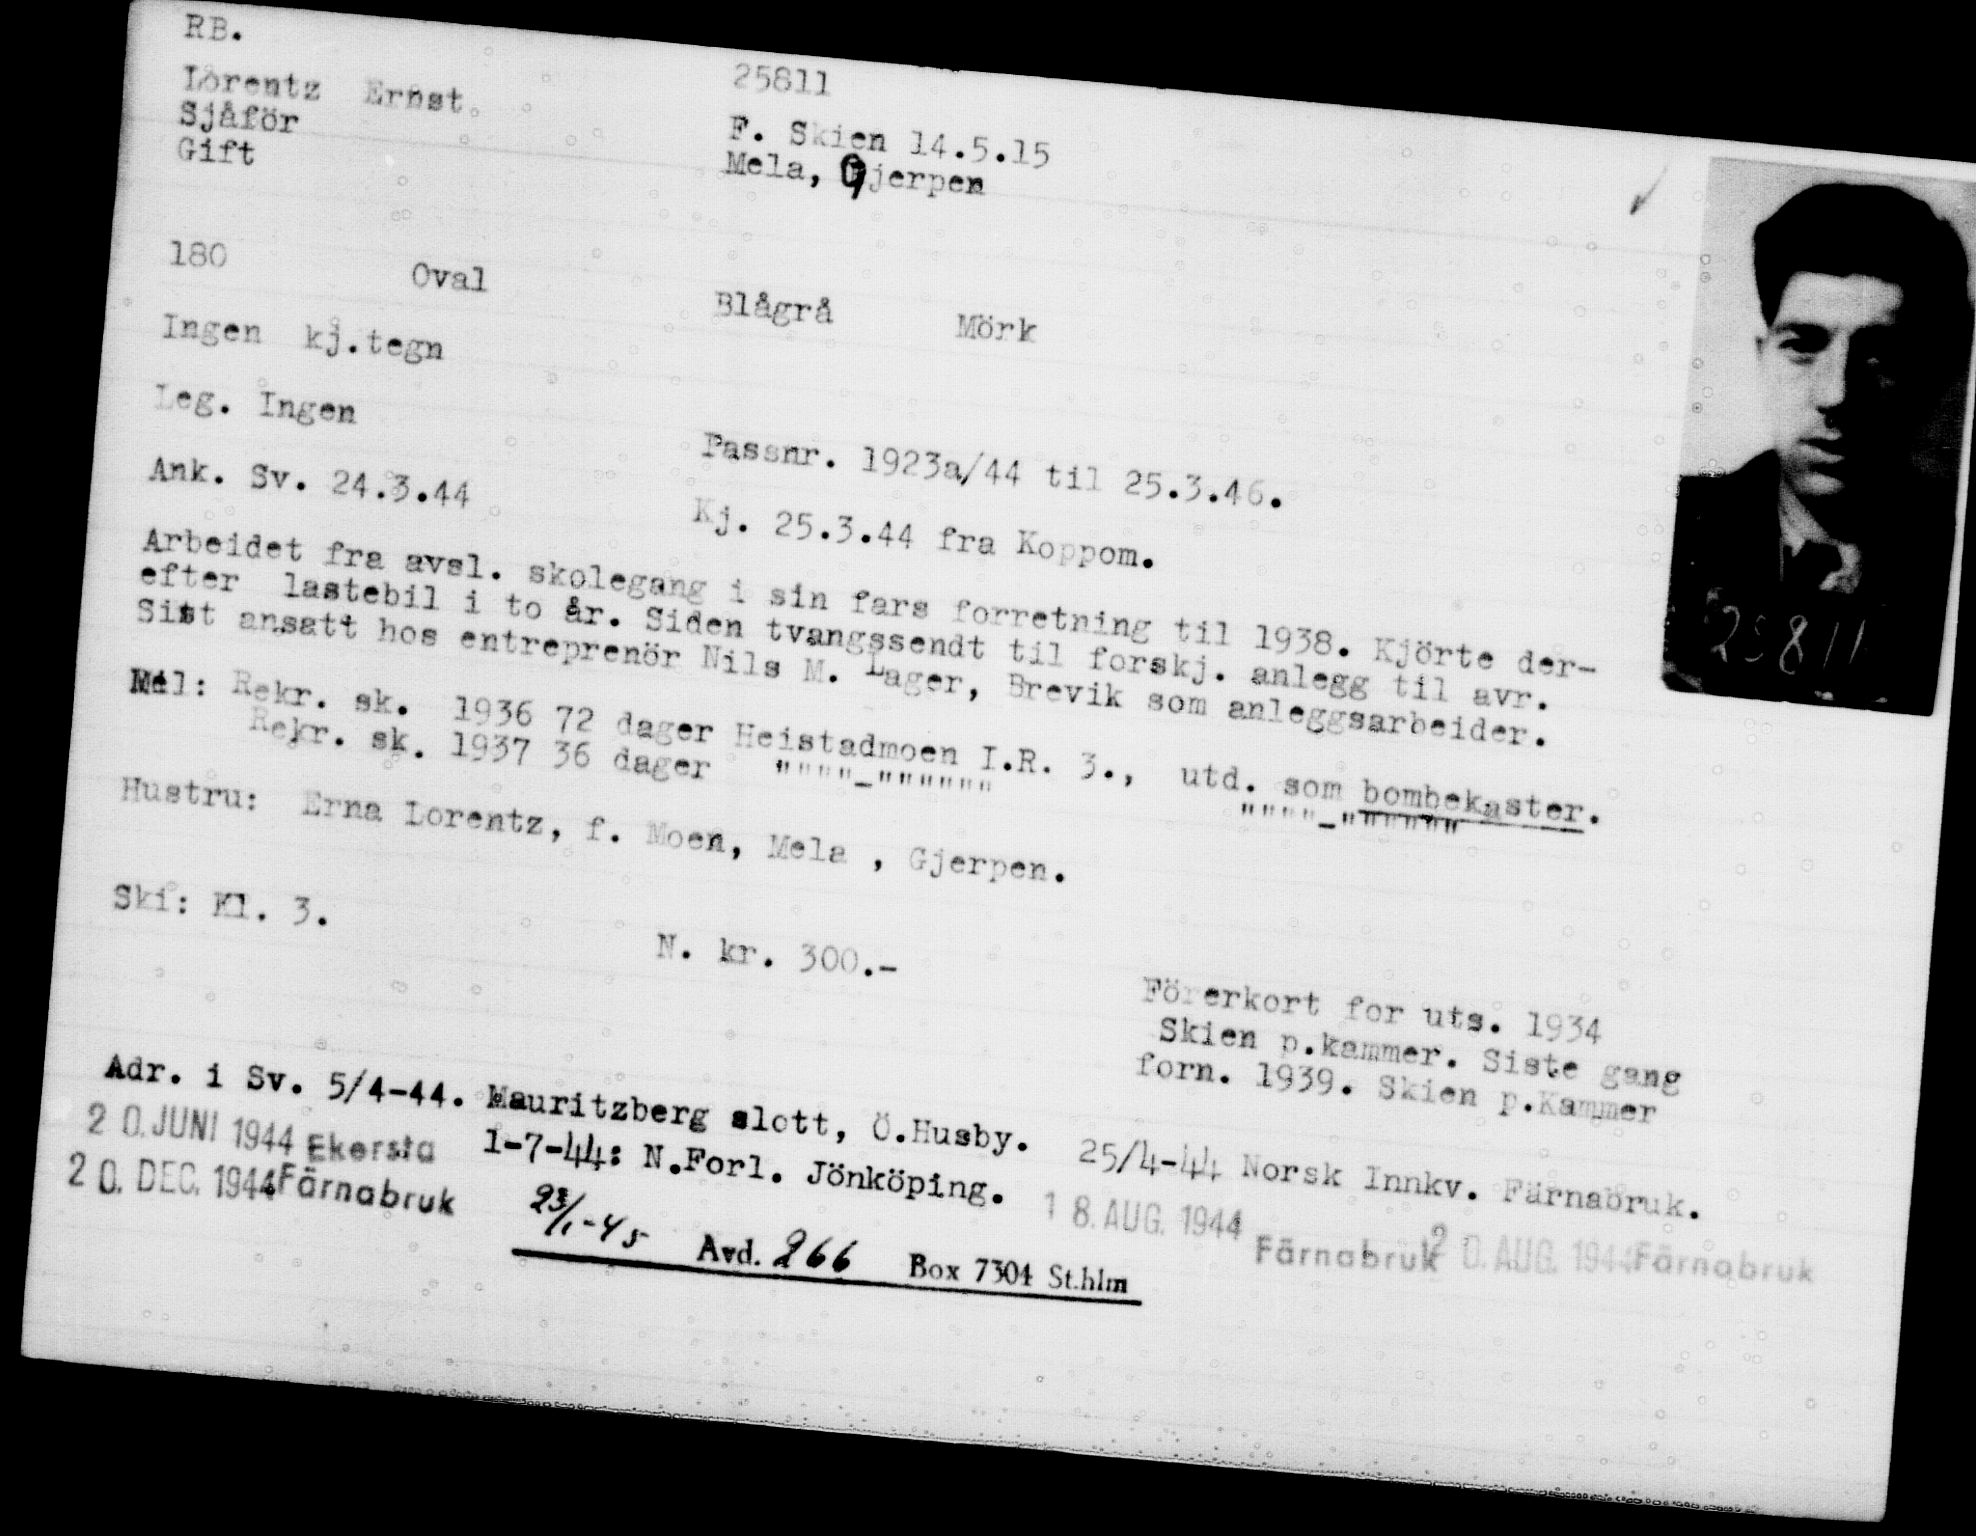 RB.
25811
Lorentz Ernst.
F. Skien 14.5.15
Sjåför
Mela, Gjerpen
Gift
180 Oval Blågrå Mörk
Ingen kj.tegn
Leg. Ingen
Passnr. 1923a/44 til 25.3.46.
Ank. Sv. 24.3.44
Kj. 25.3.44 fra Koppom.
Arbeidet fra avsl. skolegang i sin fars forretning til 1938. Kjörte der-
efter lastebil i to år. Siden tvangssendt til forskj. anlegg til avr.
Sist ansatt hos entreprenör Nils M. Lager, Brevik som anleggsarbeider.
Mil: Rekr. sk. 1936 72 dager Heistadmoen I.R. 3., utd. som bombekaster.
Rekr. sk. 1937 36 dager """"_"""""" """"_""""""
Hustru: Erna Lorentz, f. Moen, Mela , Gjerpen.
Ski: Kl. 3.
N. kr. 300.-
Förerkort for uts. 1934
Skien p.kammer. Siste gang
forn. 1939. Skien p.Kammer
Adr. i Sv. 5/4-44. Mauritzberg slott, Ö.Husby. 25/4-44 Norsk Innkv. Färnabruk.
20. JUNI 1944 Ekersta 1-7-44: N.Forl. Jönköping. 18. AUG. 1944 Färnabruk 20. AUG. 1944 Färnabruk
20. DEC. 1944 Färnabruk
23/1-45 Avd. 266 Box 7304 St.hlm
25811